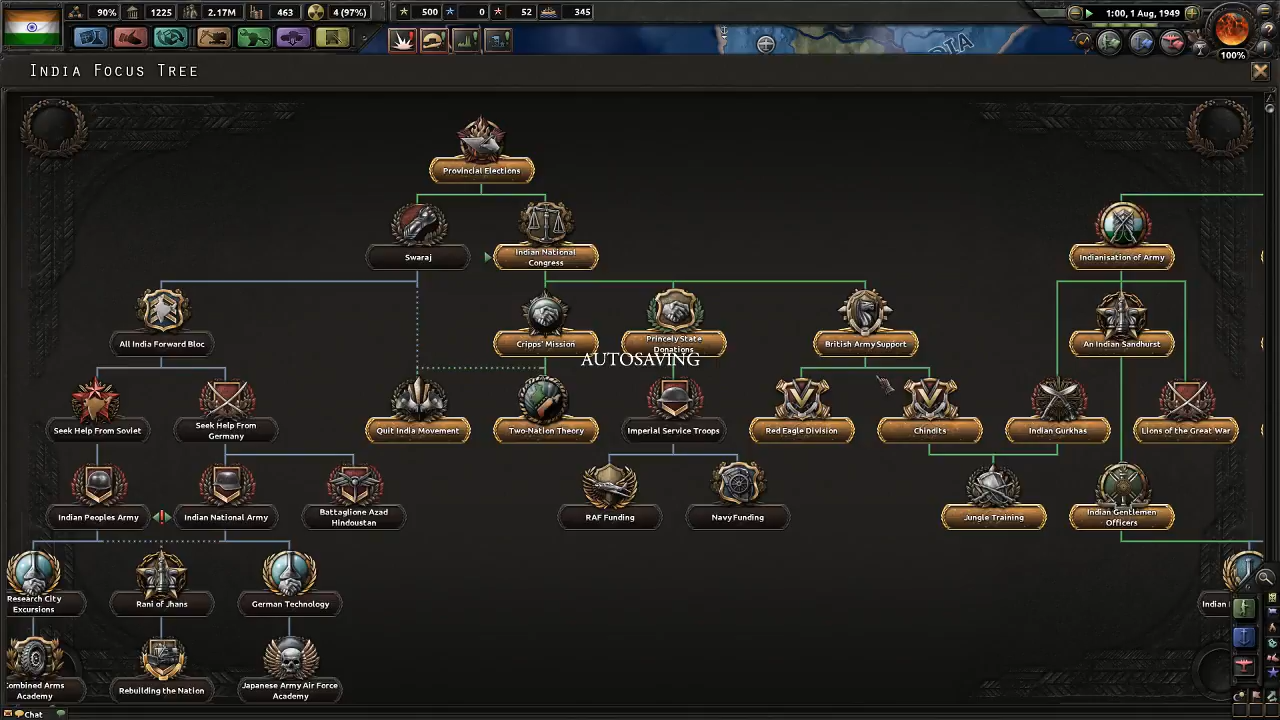 90% 1225 2.17M 463 4 (97%) 500 0 52 345 1:00, 1 Aug, 1949
100%
INDIA FOCUS TREE
Provincial Elections
Swaraj
Indian National
Congress
Indianisation of Army
All India Forward Bloc
Cripps' Mission
Princely State
Donations
British Army Support
An Indian Sandhurst
AUTOSAVING
Seek Help From Soviet
Seek Help From
Germany
Quit India Movement
Two-Nation Theory
Imperial Service Troops
Red Eagle Division
Chindits
Indian Gurkhas
Lions of the Great War
Indian Peoples Army
Indian National Army
Battaglione Azad
Hindoustan
RAF Funding
Navy Funding
Jungle Training
Indian Gentlemen
Officers
Research City
Excursions
Rani of Jhans
German Technology
Indian
Combined Arms
Academy
Rebuilding the Nation
Japanese Army Air Force
Academy
Chat